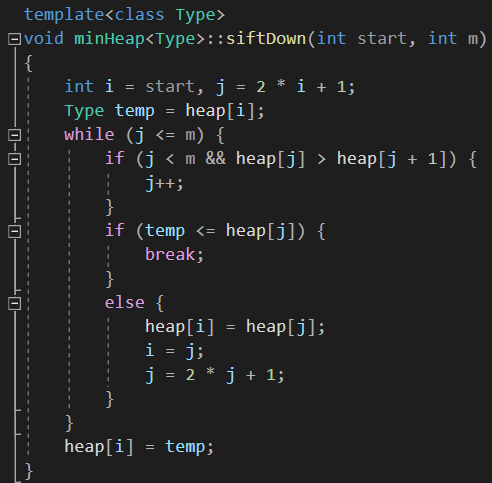 template<class Type>
void minHeap<Type>::siftDown(int start, int m)
{
    int i = start, j = 2 * i + 1;
    Type temp = heap[i];
    while (j <= m) {
        if (j < m && heap[j] > heap[j + 1]) {
            j++;
        }
        if (temp <= heap[j]) {
            break;
        }
        else {
            heap[i] = heap[j];
            i = j;
            j = 2 * j + 1;
        }
    }
    heap[i] = temp;
}